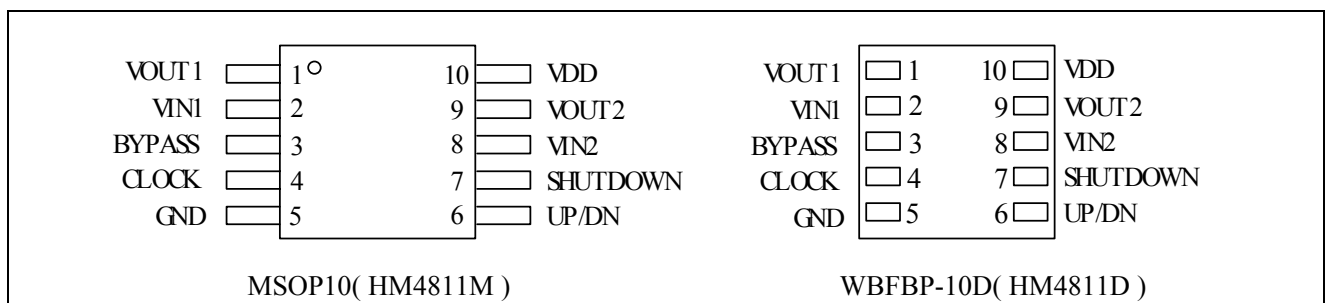 VOUT1 1 10 VDD
VIN1 2 9 VOUT2
BYPASS 3 8 VIN2
CLOCK 4 7 SHUTDOWN
GND 5 6 UP/DN
MSOP10( HM4811M )
VOUT1 1 10 VDD
VIN1 2 9 VOUT2
BYPASS 3 8 VIN2
CLOCK 4 7 SHUTDOWN
GND 5 6 UP/DN
WBFBP-10D( HM4811D )